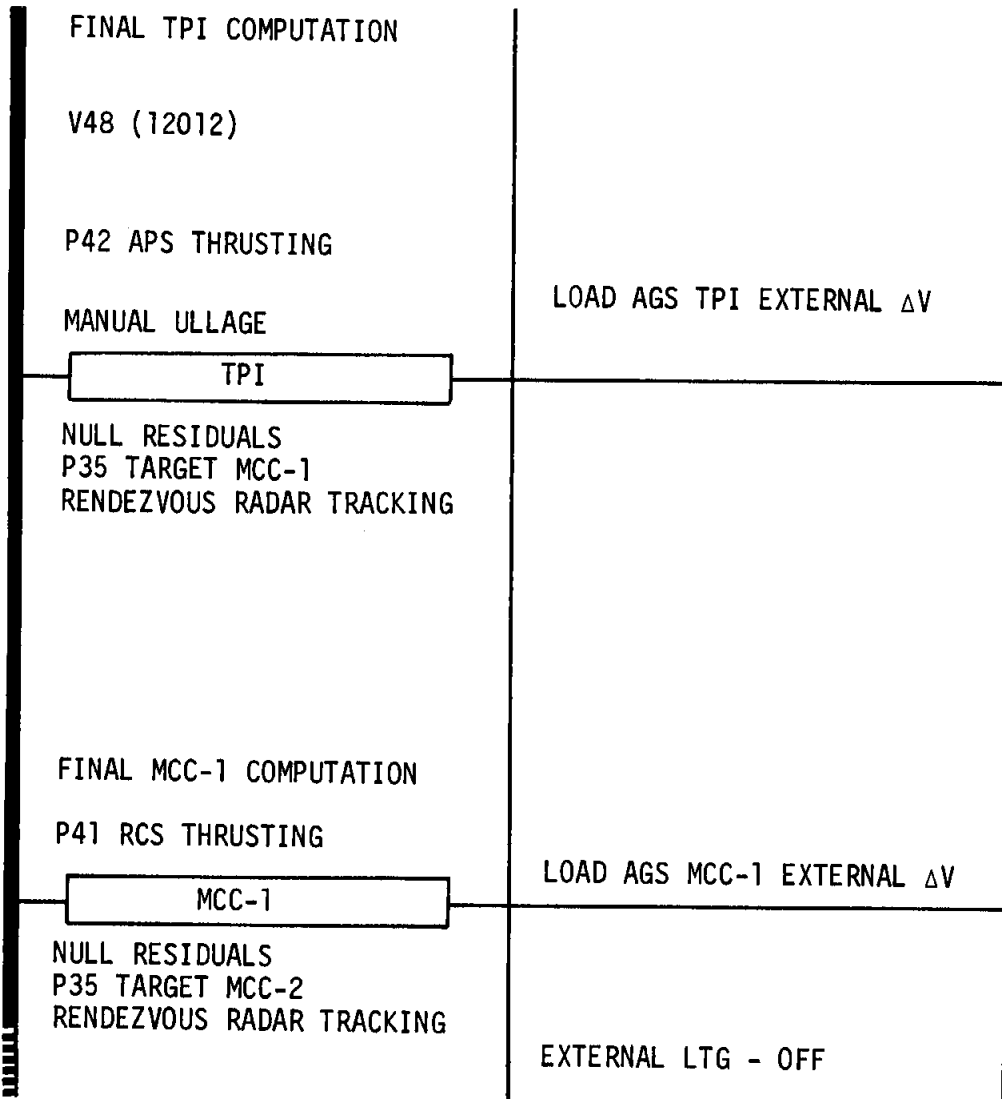 FINAL TPI COMPUTATION
V48 (12012)
P42 APS THRUSTING
LOAD AGS TPI EXTERNAL ΔV
MANUAL ULLAGE
TPI
NULL RESIDUALS
P35 TARGET MCC-1
RENDEZVOUS RADAR TRACKING
FINAL MCC-1 COMPUTATION
P41 RCS THRUSTING
LOAD AGS MCC-1 EXTERNAL ΔV
MCC-1
NULL RESIDUALS
P35 TARGET MCC-2
RENDEZVOUS RADAR TRACKING
EXTERNAL LTG - OFF